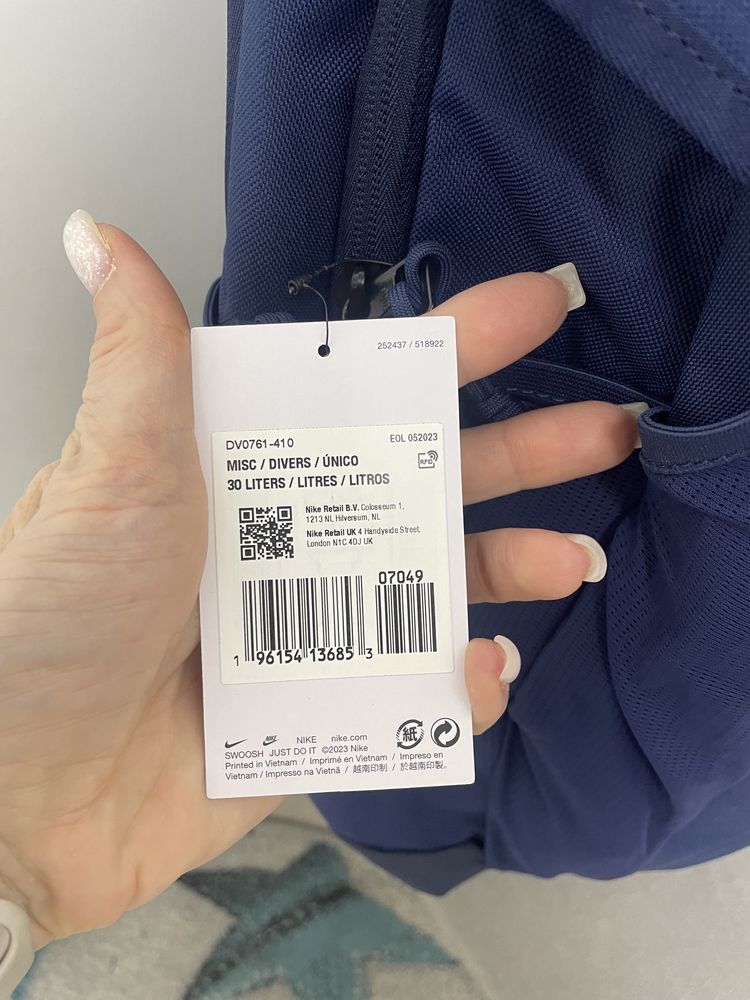 252437 / 518922
DV0761-410 EOL 052023
MISC / DIVERS / ÚNICO
RFID
30 LITERS / LITRES / LITROS
Nike Retail B.V. Colosseum 1,
1213 NL Hilversum, NL
Nike Retail UK 4 Handyside Street,
London N1C 4DJ UK
07049
1 96154 13685 3
NIKE NIKE nike.com
紙
SWOOSH JUST DO IT ©2023 Nike
Printed in Vietnam / Imprimé en Vietnam / Impreso en
Vietnam / Impresso na Vietnã / 越南印制 / 於越南印製。